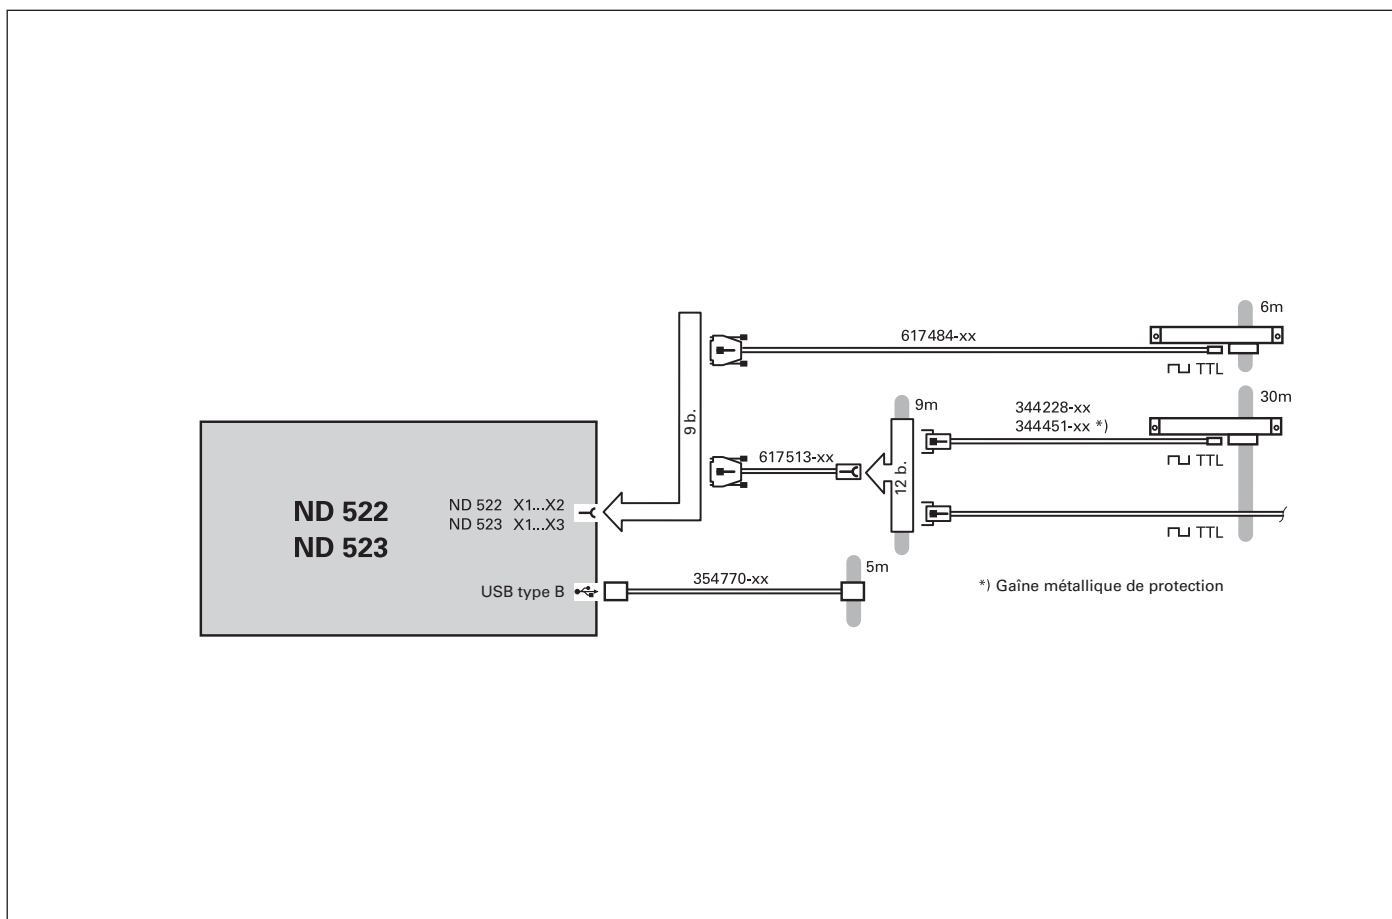 6m
617484-xx
TTL
30m
9m
344228-xx
344451-xx *)
9 b.
617513-xx
TTL
12 b.
ND 522
ND 523
ND 522 X1...X2
ND 523 X1...X3
TTL
5m
354770-xx
USB type B
*) Gaîne métallique de protection